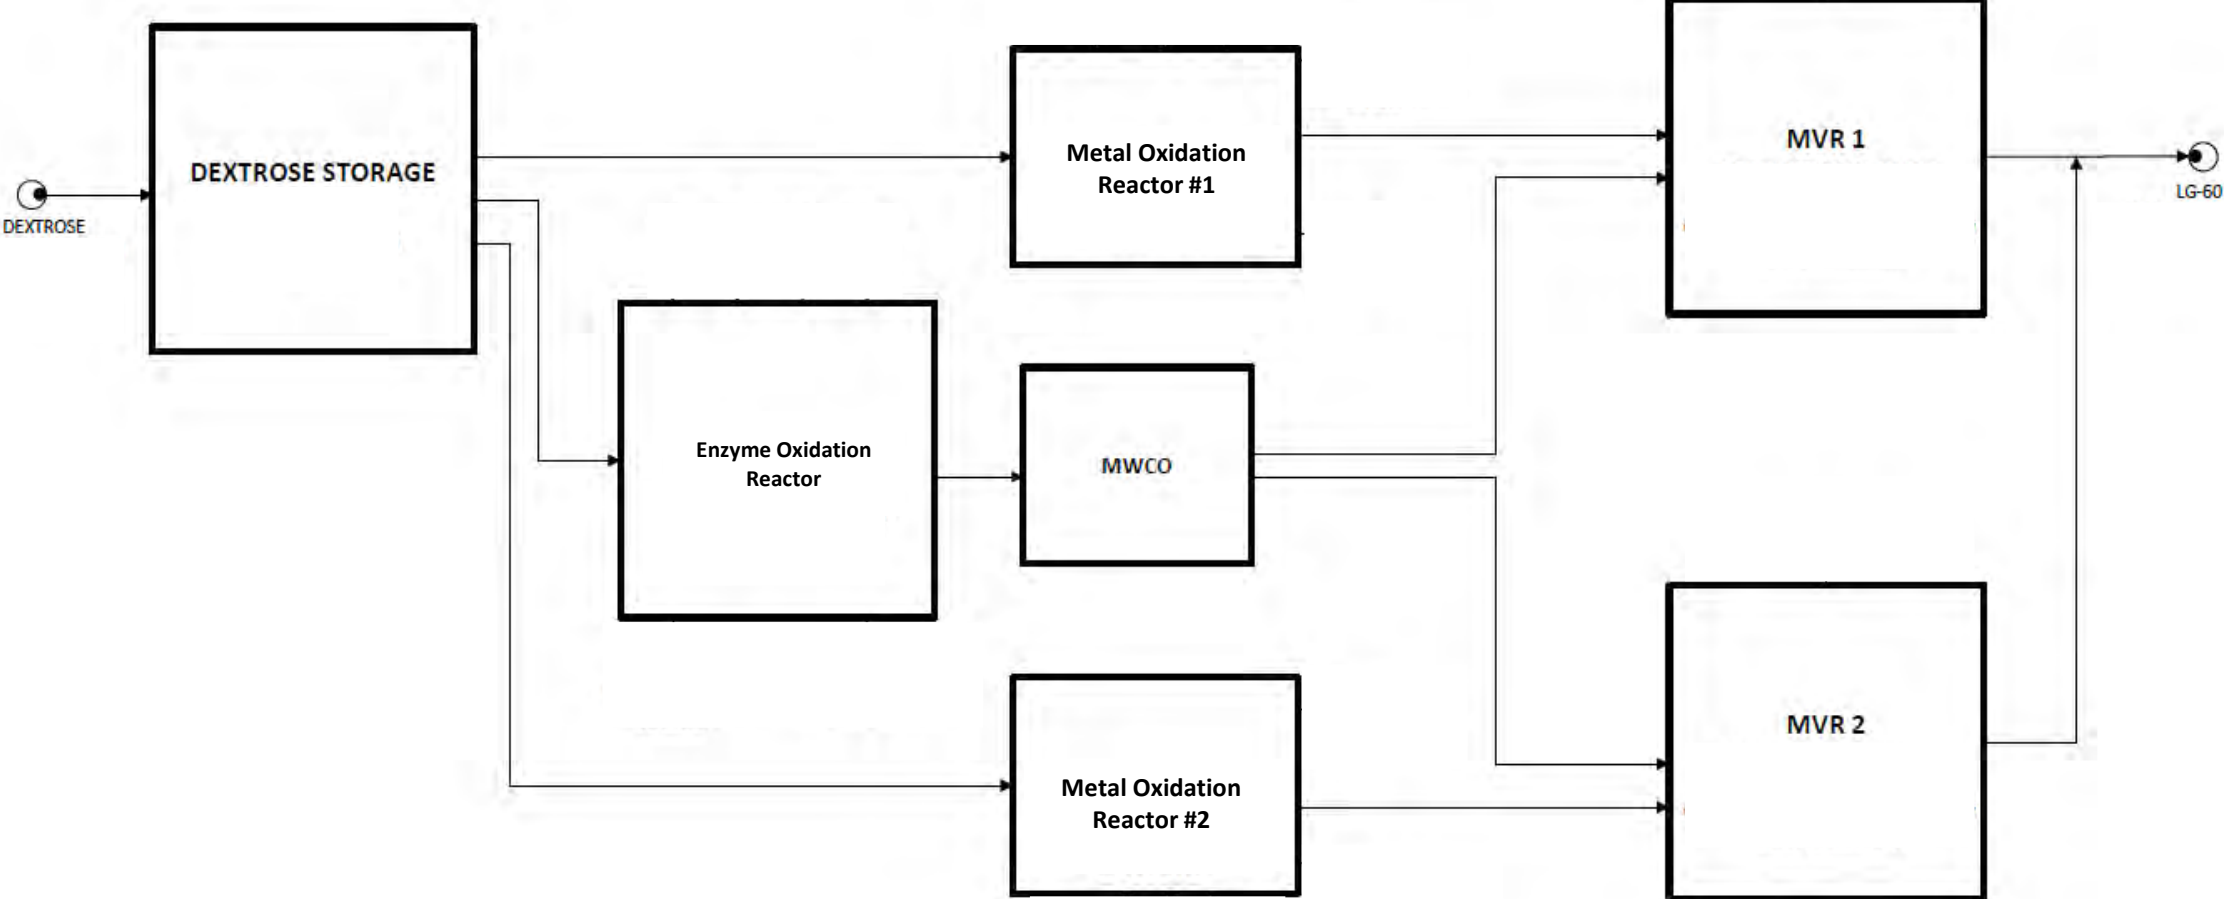 DEXTROSE
DEXTROSE STORAGE
Metal Oxidation
Reactor #1
Enzyme Oxidation
Reactor
MWCO
Metal Oxidation
Reactor #2
MVR 1
MVR 2
LG-60